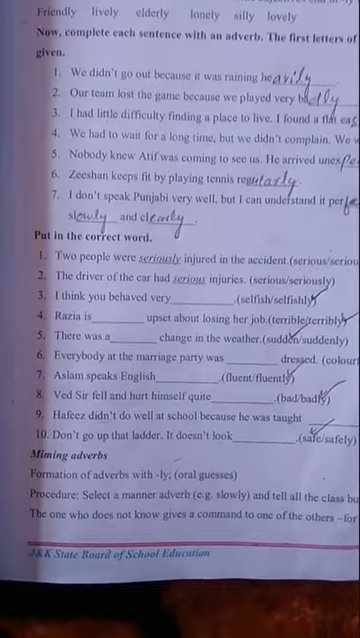 Friendly lively elderly lonely silly lovely
Now, complete each sentence with an adverb. The first letters of
given.
1. We didn't go out because it was raining heavily
2. Our team lost the game because we played very badly
3. I had little difficulty finding a place to live. I found a flat eas
4. We had to wait for a long time, but we didn't complain. We w
5. Nobody knew Atif was coming to see us. He arrived unexpe
6. Zeeshan keeps fit by playing tennis regularly.
7. I don't speak Punjabi very well, but I can understand it perfe
slowly and clearly.
Put in the correct word.
1. Two people were seriously injured in the accident.(serious/seriou
2. The driver of the car had serious injuries. (serious/seriously)
3. I think you behaved very________.(selfish/selfishly)
4. Razia is________ upset about losing her job.(terrible/terribly)
5. There was a________ change in the weather.(sudden/suddenly)
6. Everybody at the marriage party was ________ dressed. (colour
7. Aslam speaks English________.(fluent/fluently)
8. Ved Sir fell and hurt himself quite________.(bad/badly)
9. Hafeez didn't do well at school because he was taught ________
10. Don't go up that ladder. It doesn't look________.(safe/safely)
Miming adverbs
Formation of adverbs with -ly; (oral guesses)
Procedure: Select a manner adverb (e.g. slowly) and tell all the class bu
The one who does not know gives a command to one of the others –for
J&K State Board of School Education